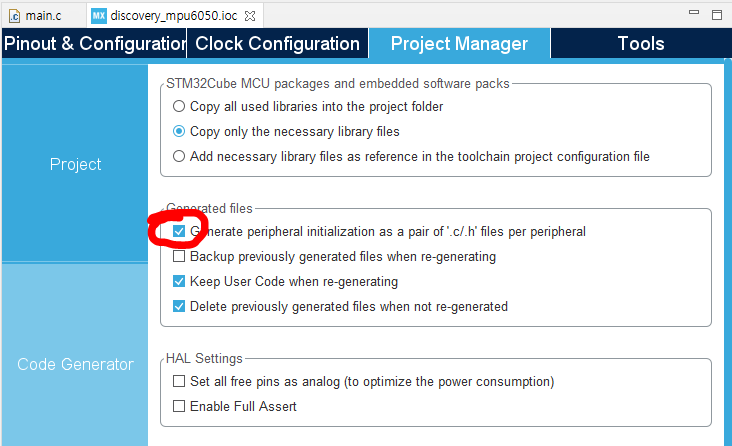 main.c
discovery_mpu6050.ioc
Pinout & Configuration
Clock Configuration
Project Manager
Tools
Project
Code Generator
STM32Cube MCU packages and embedded software packs
Copy all used libraries into the project folder
Copy only the necessary library files
Add necessary library files as reference in the toolchain project configuration file
Generated files
Generate peripheral initialization as a pair of '.c/.h' files per peripheral
Backup previously generated files when re-generating
Keep User Code when re-generating
Delete previously generated files when not re-generated
HAL Settings
Set all free pins as analog (to optimize the power consumption)
Enable Full Assert